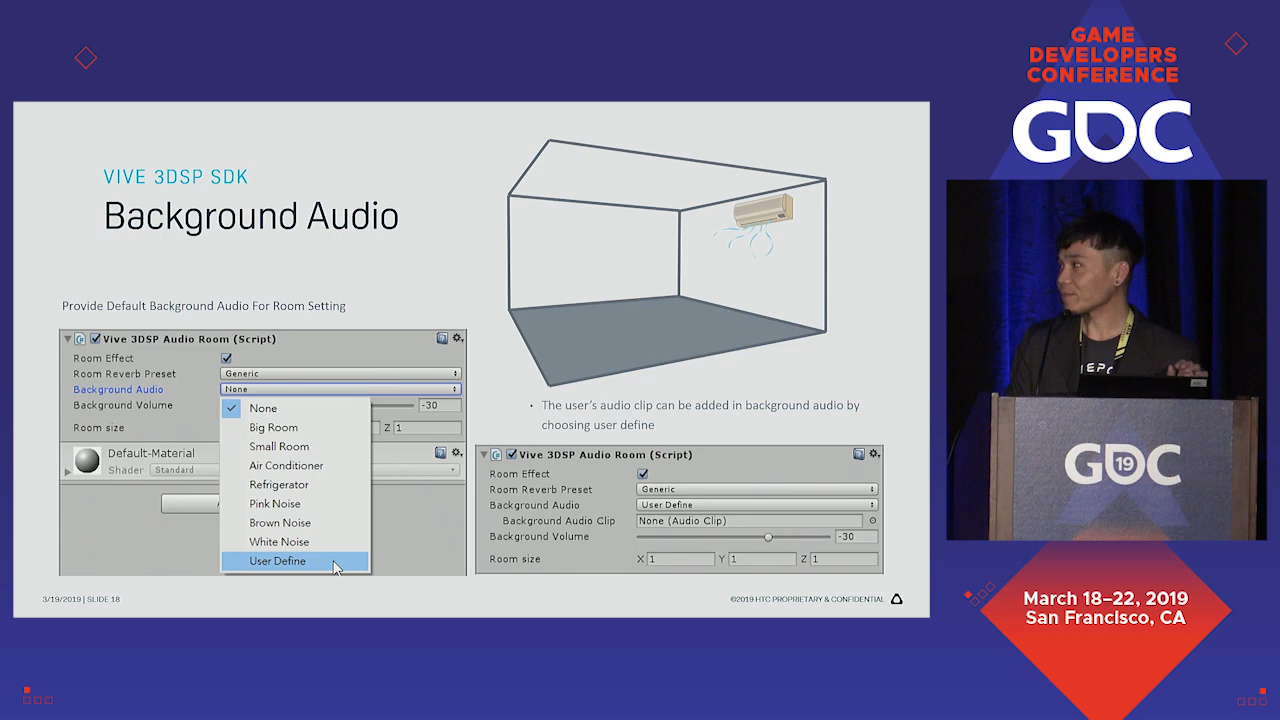 GAME
DEVELOPERS
CONFERENCE
GDC
VIVE 3DSP SDK
Background Audio
Provide Default Background Audio For Room Setting
Vive 3DSP Audio Room (Script)
Room Effect
Room Reverb Preset Generic
Background Audio None
Background Volume -30
Room size Z 1
None
Big Room
Small Room
Air Conditioner
Refrigerator
Pink Noise
Brown Noise
White Noise
User Define
Default-Material
Shader Standard
• The user's audio clip can be added in background audio by
choosing user define
Vive 3DSP Audio Room (Script)
Room Effect
Room Reverb Preset Generic
Background Audio User Define
Background Audio Clip None (Audio Clip)
Background Volume -30
Room size X 1 Y 1 Z 1
3/19/2019 | SLIDE 18
©2019 HTC PROPRIETARY & CONFIDENTIAL
GDC
19
March 18–22, 2019
San Francisco, CA